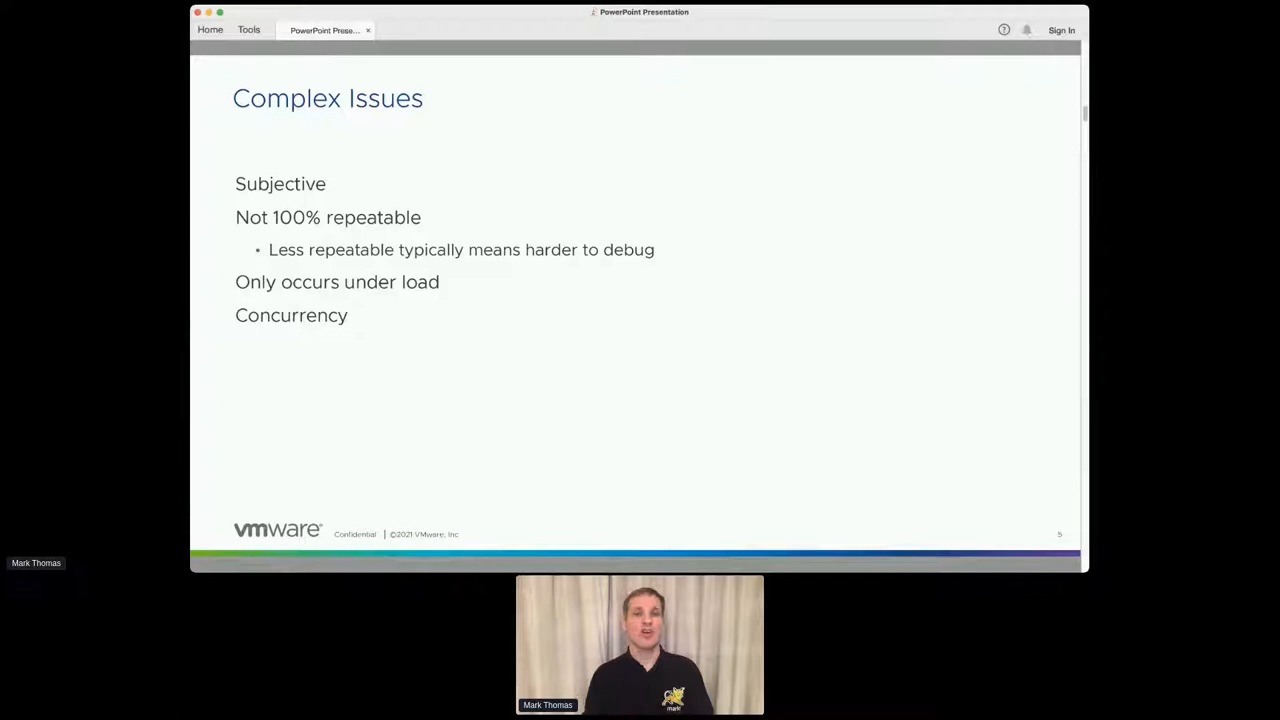 PowerPoint Presentation
Home
Tools
PowerPoint Prese...
×
Sign In
Complex Issues
Subjective
Not 100% repeatable
• Less repeatable typically means harder to debug
Only occurs under load
Concurrency
vmware®
Confidential | ©2021 VMware, Inc
5
Mark Thomas
Mark Thomas
markt